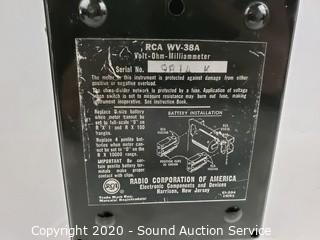 RCA WV-38A
Volt-Ohm-Milliammeter
Serial No.
The meter in this instrument is protected against damage from either
positive or negative overload.
The ohms-divider network is fuse-protected. Application of voltage
when switch is set to measure resistance may burn out fuse, making
instrument inoperative. See Instruction Book.
Replace D-size battery
when meter cannot be
set to full-scale "0" on
R X 1 and R X 100
ranges.
Replace 4 penlite bat-
teries when meter can-
not be set to "0" on
the R X 10000 range.
IMPORTANT Be cer-
tain penlite battery ter-
minals make proper
contact with clips.
BATTERY INSTALLATION
RCA
Trade Mark Reg.
RADIO CORPORATION OF AMERICA
Electronic Components and Devices
Harrison, New Jersey
Copyright 2020 - Sound Service Auction